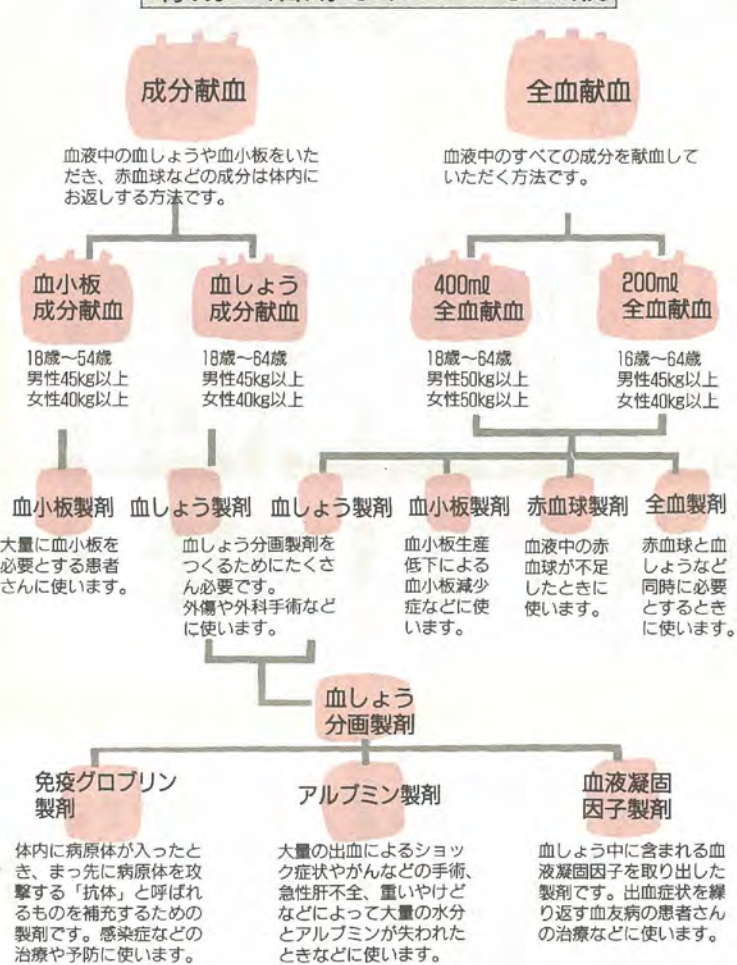 成分献血
血液中の血しょうや血小板をいた
だき、赤血球などの成分は体内に
お返しする方法です。
全血献血
血液中のすべての成分を献血して
いただく方法です。
血小板
成分献血
18歳〜54歳
男性45kg以上
女性40kg以上
血しょう
成分献血
18歳〜64歳
男性45kg以上
女性40kg以上
400mℓ
全血献血
18歳〜64歳
男性50kg以上
女性50kg以上
200mℓ
全血献血
16歳〜64歳
男性45kg以上
女性40kg以上
血小板製剤
大量に血小板を
必要とする患者
さんに使います。
血しょう製剤
血しょう製剤
血しょう分画製剤を
つくるためにたくさ
ん必要です。
外傷や外科手術など
に使います。
血小板製剤
血小板生産
低下による
血小板減少
症などに使
います。
赤血球製剤
血液中の赤
血球が不足
したときに
使います。
全血製剤
赤血球と血
しょうなど
同時に必要
とするとき
に使います。
血しょう
分画製剤
免疫グロブリン
製剤
体内に病原体が入ったと
き、まっ先に病原体を攻
撃する「抗体」と呼ばれ
るものを補充するための
製剤です。感染症などの
治療や予防に使います。
アルブミン製剤
大量の出血によるショッ
ク症状やがんなどの手術、
急性肝不全、重いやけど
などによって大量の水分
とアルブミンが失われた
ときなどに使います。
血液凝固
因子製剤
血しょう中に含まれる血
液凝固因子を取り出した
製剤です。出血症状を繰
り返す血友病の患者さん
の治療などに使います。